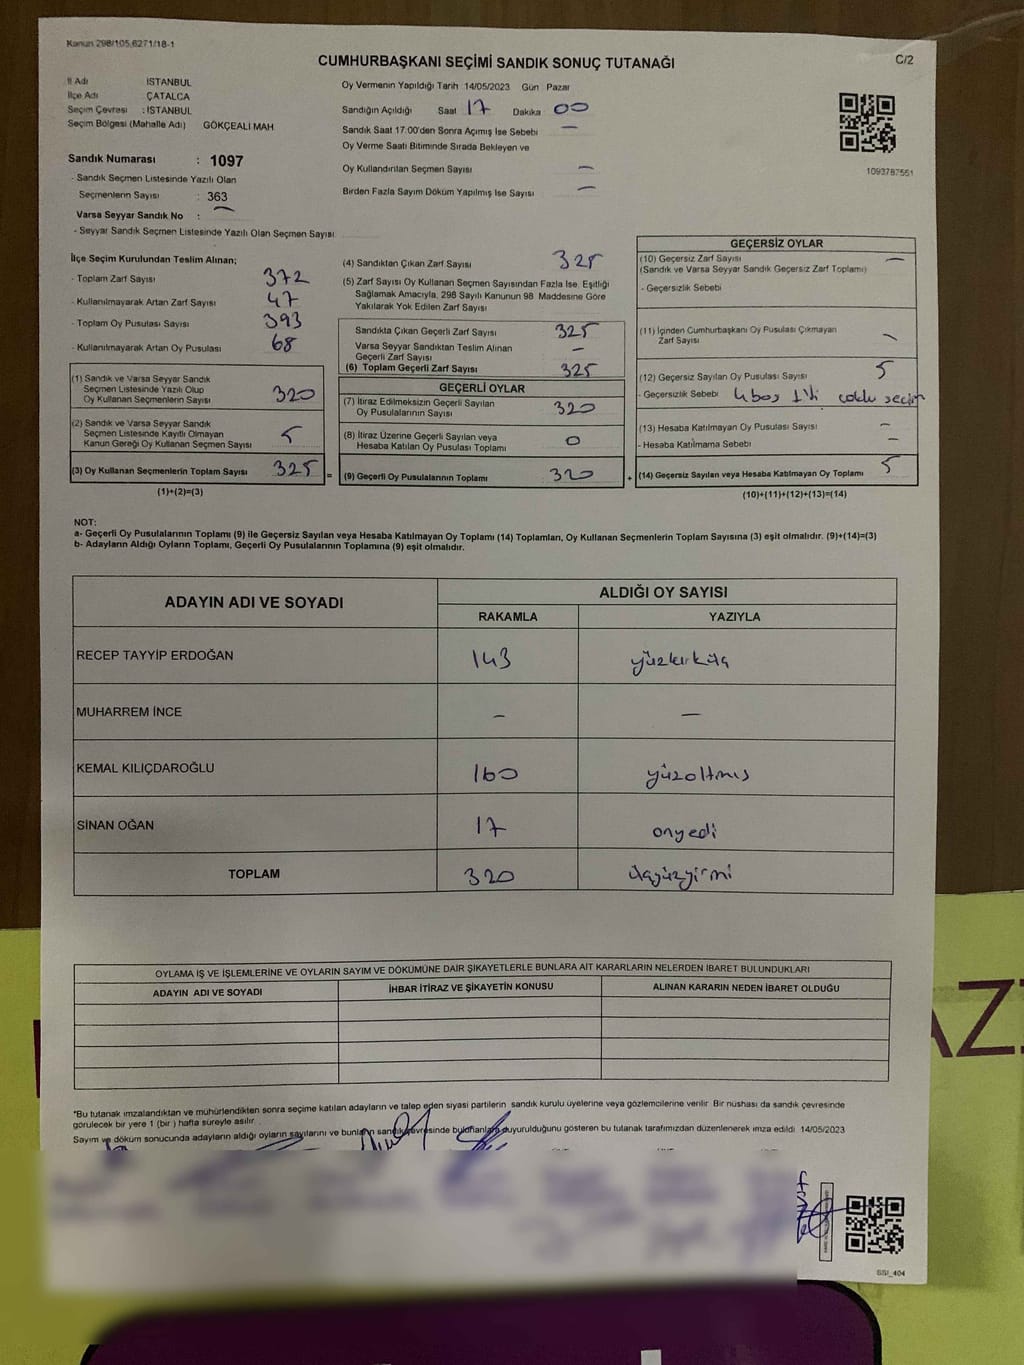 Kanun 298/105,6271/18-1
CUMHURBAŞKANI SEÇİMİ SANDIK SONUÇ TUTANAĞI
C/2
İl Adı İSTANBUL
İlçe Adı ÇATALCA
Seçim Çevresi : İSTANBUL
Seçim Bölgesi (Mahalle Adı) GÖKÇEALİ MAH
Oy Vermenin Yapıldığı Tarih 14/05/2023 Gün Pazar
Sandığın Açıldığı Saat 17 Dakika 00
Sandık Saat 17:00'den Sonra Açımış İse Sebebi —
Oy Verme Saati Bitiminde Sırada Bekleyen ve
Oy Kullandırılan Seçmen Sayısı —
Birden Fazla Sayım Döküm Yapılmış İse Sayısı —
1093787551
Sandık Numarası : 1097
- Sandık Seçmen Listesinde Yazılı Olan
Seçmenlerin Sayısı : 363
Varsa Seyyar Sandık No : —
- Seyyar Sandık Seçmen Listesinde Yazılı Olan Seçmen Sayısı
İlçe Seçim Kurulundan Teslim Alınan;
- Toplam Zarf Sayısı 372
- Kullanılmayarak Artan Zarf Sayısı 47
- Toplam Oy Pusulası Sayısı 393
- Kullanılmayarak Artan Oy Pusulası 68
(1) Sandık ve Varsa Seyyar Sandık
Seçmen Listesinde Yazılı Olup
Oy Kullanan Seçmenlerin Sayısı 320
(2) Sandık ve Varsa Seyyar Sandık
Seçmen Listesinde Kayıtlı Olmayan
Kanun Gereği Oy Kullanan Seçmen Sayısı 5
(3) Oy Kullanan Seçmenlerin Toplam Sayısı 325 =
(1)+(2)=(3)
(4) Sandıktan Çıkan Zarf Sayısı 325
(5) Zarf Sayısı Oy Kullanan Seçmen Sayısından Fazla İse, Eşitliği
Sağlamak Amacıyla, 298 Sayılı Kanunun 98. Maddesine Göre
Yakılarak Yok Edilen Zarf Sayısı
Sandıkta Çıkan Geçerli Zarf Sayısı 325
Varsa Seyyar Sandıktan Teslim Alınan
Geçerli Zarf Sayısı —
(6) Toplam Geçerli Zarf Sayısı 325
GEÇERLİ OYLAR
(7) İtiraz Edilmeksizin Geçerli Sayılan
Oy Pusulalarının Sayısı 320
(8) İtiraz Üzerine Geçerli Sayılan veya
Hesaba Katılan Oy Pusulası Toplamı 0
(9) Geçerli Oy Pusulalarının Toplamı 320 +
GEÇERSİZ OYLAR
(10) Geçersiz Zarf Sayısı —
(Sandık ve Varsa Seyyar Sandık Geçersiz Zarf Toplamı)
- Geçersizlik Sebebi
(11) İçinden Cumhurbaşkanı Oy Pusulası Çıkmayan
Zarf Sayısı —
(12) Geçersiz Sayılan Oy Pusulası Sayısı 5
- Geçersizlik Sebebi 4 boş 1'i çoklu seçim
(13) Hesaba Katılmayan Oy Pusulası Sayısı —
- Hesaba Katılmama Sebebi —
(14) Geçersiz Sayılan veya Hesaba Katılmayan Oy Toplamı 5
(10)+(11)+(12)+(13)=(14)
NOT:
a- Geçerli Oy Pusulalarının Toplamı (9) ile Geçersiz Sayılan veya Hesaba Katılmayan Oy Toplamı (14) Toplamları, Oy Kullanan Seçmenlerin Toplam Sayısına (3) eşit olmalıdır. (9)+(14)=(3)
b- Adayların Aldığı Oyların Toplamı, Geçerli Oy Pusulalarının Toplamına (9) eşit olmalıdır.
ADAYIN ADI VE SOYADI ALDIĞI OY SAYISI
RAKAMLA YAZIYLA
RECEP TAYYİP ERDOĞAN 143 yüzkırküç
MUHARREM İNCE — —
KEMAL KILIÇDAROĞLU 160 yüzaltmış
SİNAN OĞAN 17 onyedi
TOPLAM 320 üçyüzyirmi
OYLAMA İŞ VE İŞLEMLERİNE VE OYLARIN SAYIM VE DÖKÜMÜNE DAİR ŞİKAYETLERLE BUNLARA AİT KARARLARIN NELERDEN İBARET BULUNDUKLARI
ADAYIN ADI VE SOYADI İHBAR İTİRAZ VE ŞİKAYETİN KONUSU ALINAN KARARIN NEDEN İBARET OLDUĞU
*Bu tutanak imzalandıktan ve mühürlendikten sonra seçime katılan adayların ve talep eden siyasi partilerin sandık kurulu üyelerine veya gözlemcilerine verilir. Bir nüshası da sandık çevresinde
görülecek bir yere 1 (bir) hafta süreyle asılır.
Sayım ve döküm sonucunda adayların aldığı oyların sayılarını ve bunların sandık çevresinde bulunanlara duyurulduğunu gösteren bu tutanak tarafımızdan düzenlenerek imza edildi 14/05/2023
SSI_404
AZI